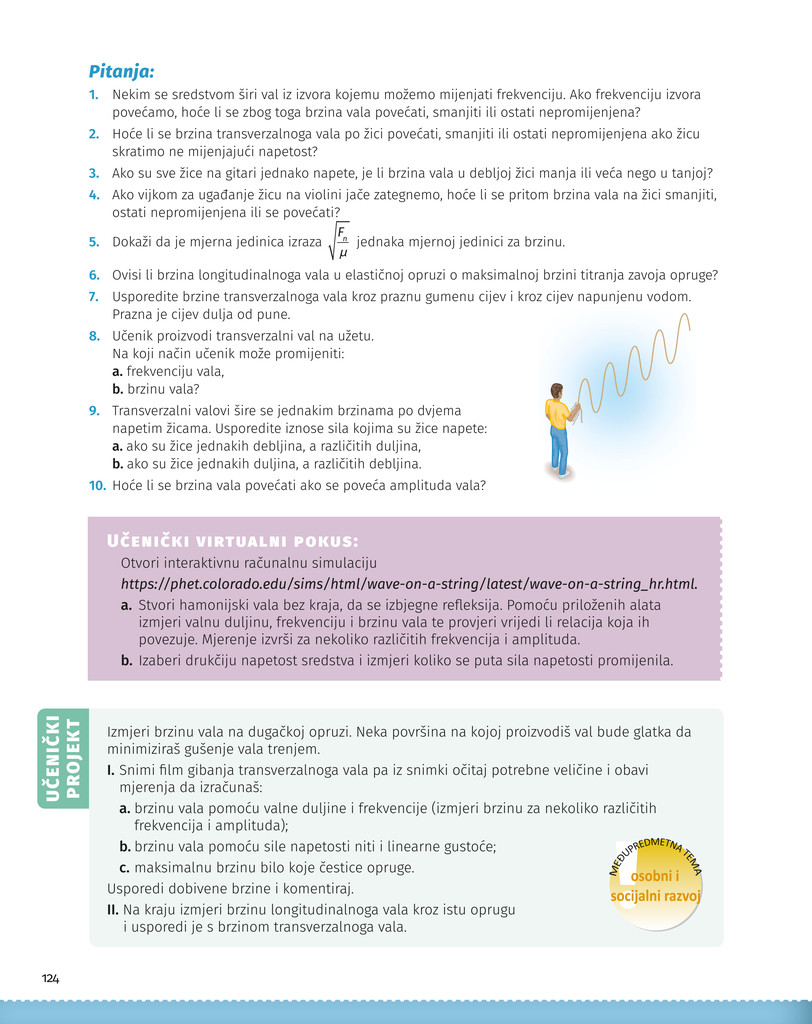 Pitanja:
1. Nekim se sredstvom širi val iz izvora kojemu možemo mijenjati frekvenciju. Ako frekvenciju izvora
povećamo, hoće li se zbog toga brzina vala povećati, smanjiti ili ostati nepromijenjena?
2. Hoće li se brzina transverzalnoga vala po žici povećati, smanjiti ili ostati nepromijenjena ako žicu
skratimo ne mijenjajući napetost?
3. Ako su sve žice na gitari jednako napete, je li brzina vala u debljoj žici manja ili veća nego u tanjoj?
4. Ako vijkom za ugađanje žicu na violini jače zategnemo, hoće li se pritom brzina vala na žici smanjiti,
ostati nepromijenjena ili se povećati?
5. Dokaži da je mjerna jedinica izraza √(Fn/μ) jednaka mjernoj jedinici za brzinu.
6. Ovisi li brzina longitudinalnoga vala u elastičnoj opruzi o maksimalnoj brzini titranja zavoja opruge?
7. Usporedite brzine transverzalnoga vala kroz praznu gumenu cijev i kroz cijev napunjenu vodom.
Prazna je cijev dulja od pune.
8. Učenik proizvodi transverzalni val na užetu.
Na koji način učenik može promijeniti:
a. frekvenciju vala,
b. brzinu vala?
9. Transverzalni valovi šire se jednakim brzinama po dvjema
napetim žicama. Usporedite iznose sila kojima su žice napete:
a. ako su žice jednakih debljina, a različitih duljina,
b. ako su žice jednakih duljina, a različitih debljina.
10. Hoće li se brzina vala povećati ako se poveća amplituda vala?
Učenički virtualni pokus:
Otvori interaktivnu računalnu simulaciju
https://phet.colorado.edu/sims/html/wave-on-a-string/latest/wave-on-a-string_hr.html.
a. Stvori hamonijski vala bez kraja, da se izbjegne refleksija. Pomoću priloženih alata
izmjeri valnu duljinu, frekvenciju i brzinu vala te provjeri vrijedi li relacija koja ih
povezuje. Mjerenje izvrši za nekoliko različitih frekvencija i amplituda.
b. Izaberi drukčiju napetost sredstva i izmjeri koliko se puta sila napetosti promijenila.
UČENIČKI
PROJEKT
Izmjeri brzinu vala na dugačkoj opruzi. Neka površina na kojoj proizvodiš val bude glatka da
minimiziraš gušenje vala trenjem.
I. Snimi film gibanja transverzalnoga vala pa iz snimki očitaj potrebne veličine i obavi
mjerenja da izračunaš:
a. brzinu vala pomoću valne duljine i frekvencije (izmjeri brzinu za nekoliko različitih
frekvencija i amplituda);
b. brzinu vala pomoću sile napetosti niti i linearne gustoće;
c. maksimalnu brzinu bilo koje čestice opruge.
Usporedi dobivene brzine i komentiraj.
II. Na kraju izmjeri brzinu longitudinalnoga vala kroz istu oprugu
i usporedi je s brzinom transverzalnoga vala.
MEĐUPREDMETNA TEMA
osobni i
socijalni razvoj
124